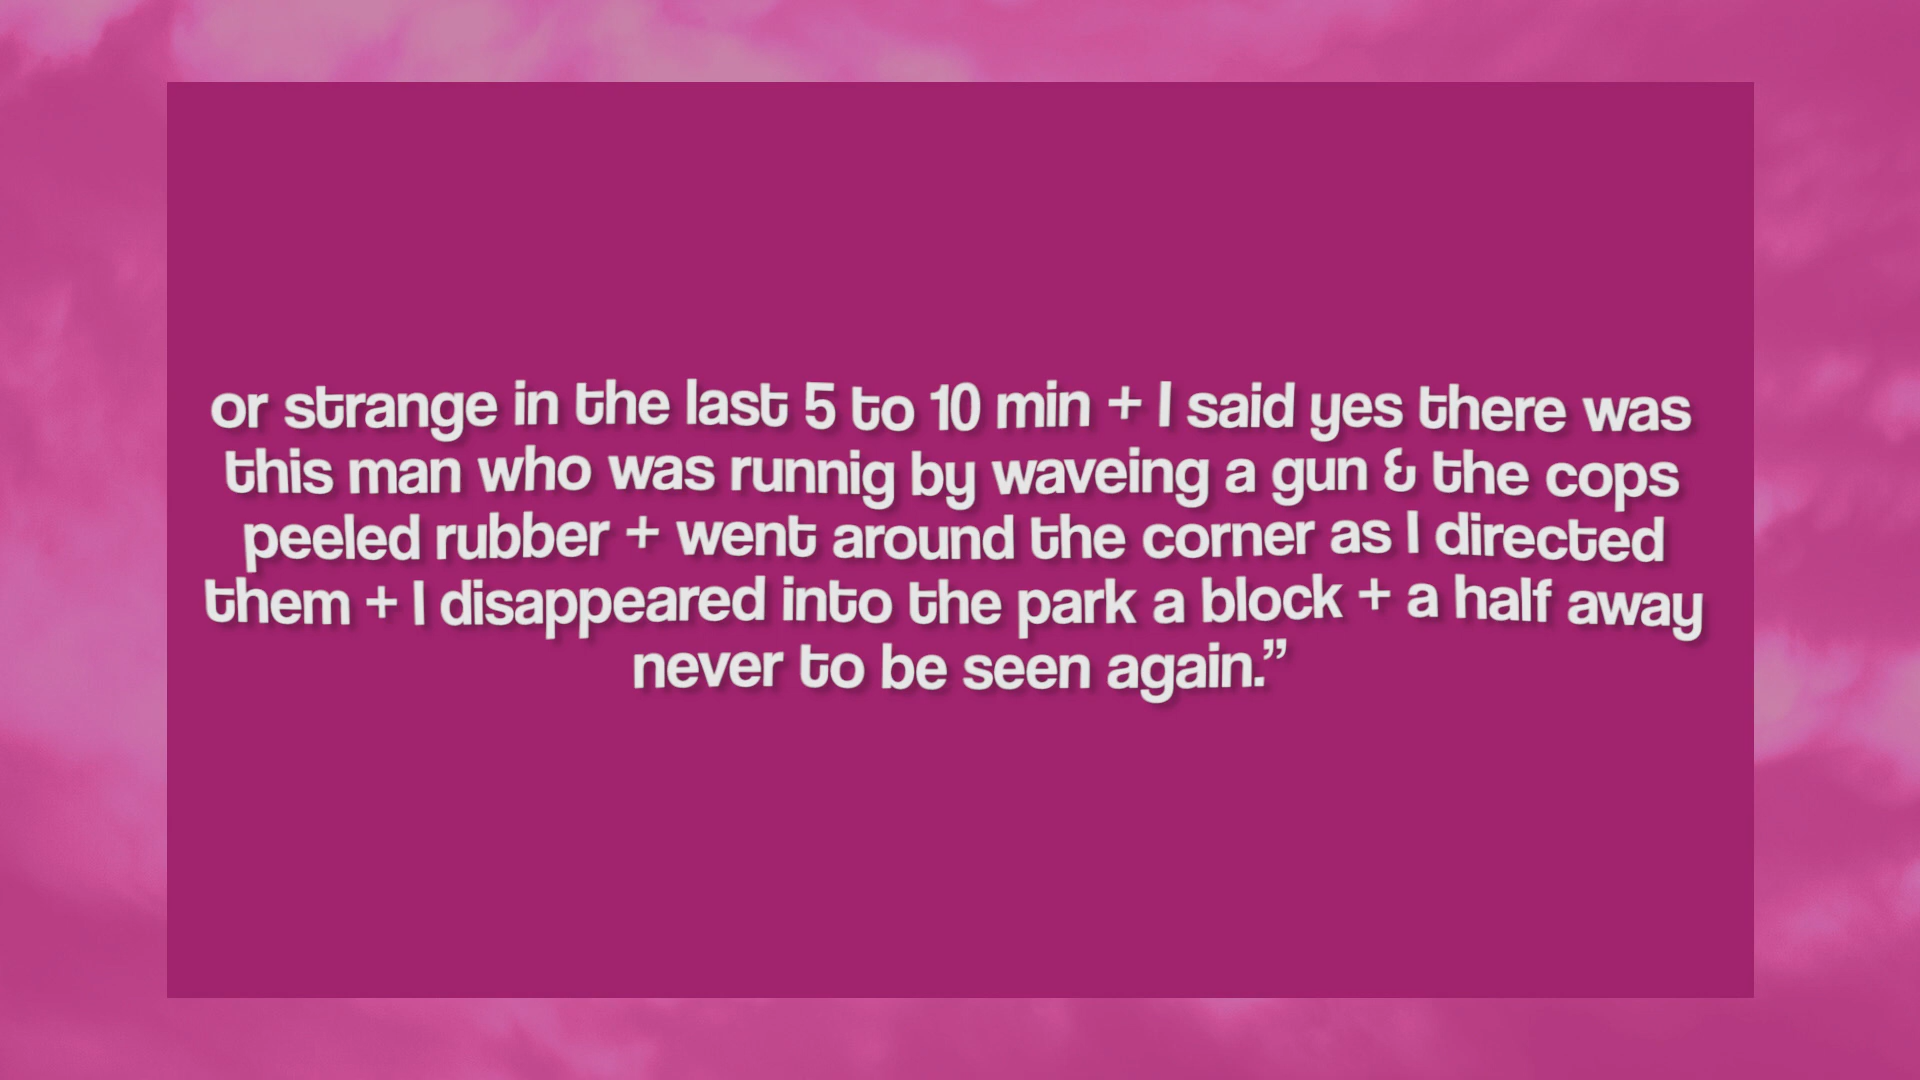 or strange in the last 5 to 10 min + I said yes there was
this man who was runnig by waveing a gun & the cops
peeled rubber + went around the corner as I directed
them + I disappeared into the park a block + a half away
never to be seen again.”